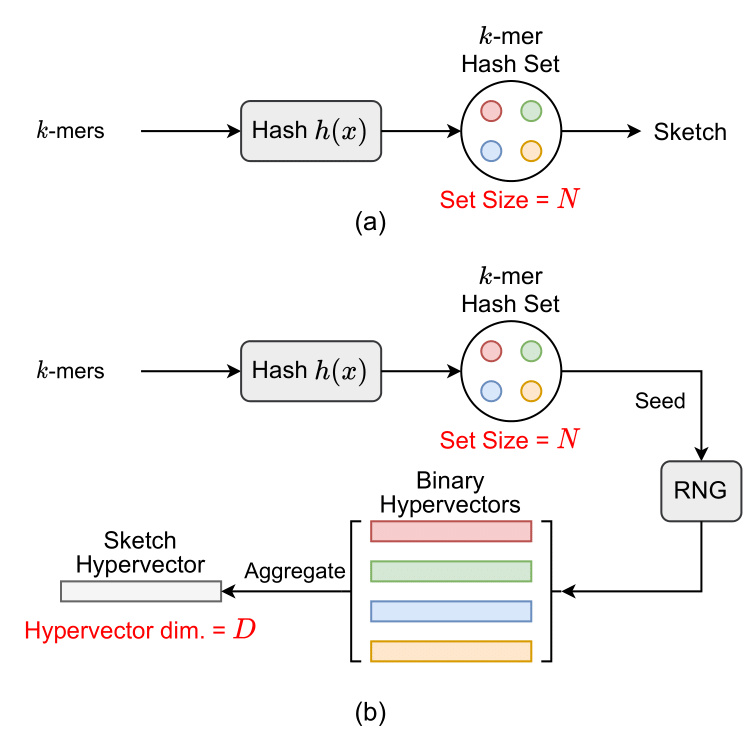 k-mer
Hash Set
k-mers
Hash h(x)
Sketch
Set Size = N
(a)
k-mer
Hash Set
k-mers
Hash h(x)
Seed
Set Size = N
RNG
Binary
Hypervectors
Sketch
Hypervector
Aggregate
Hypervector dim. = D
(b)